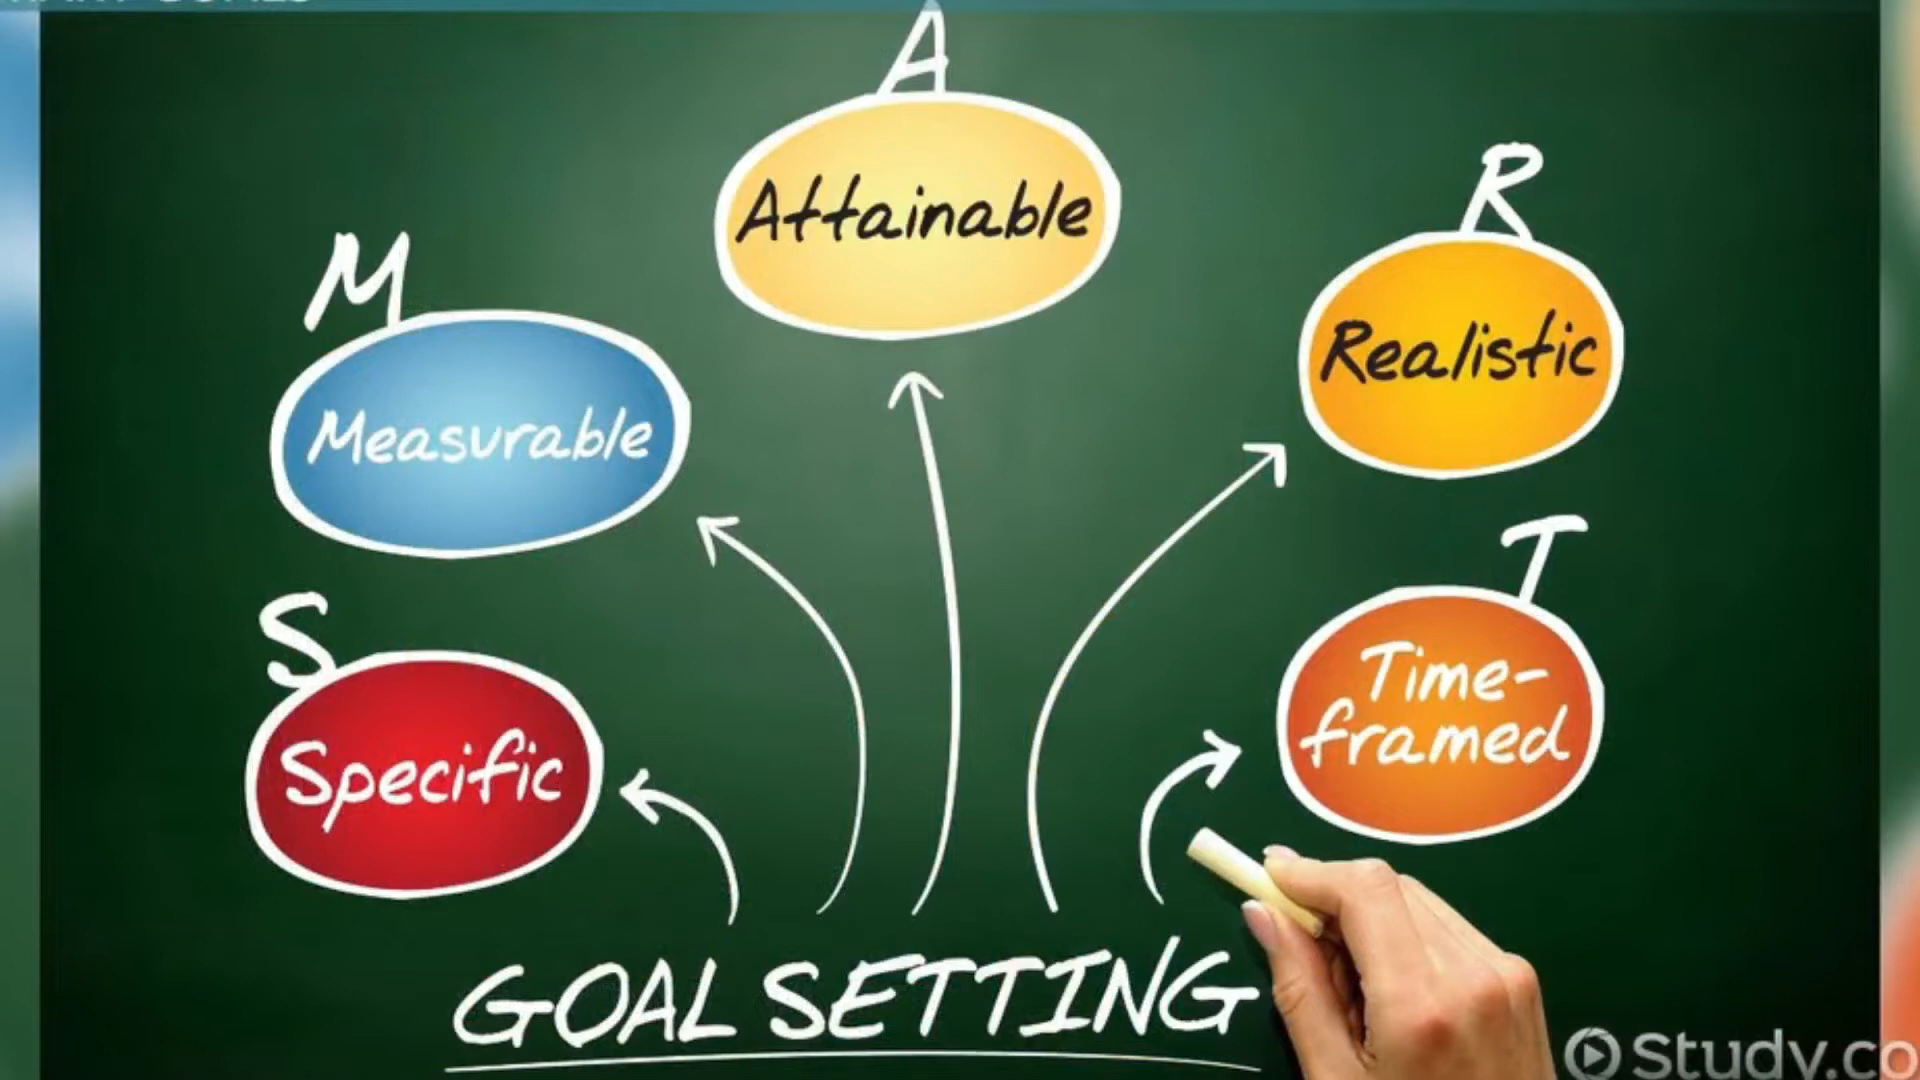 A
Attainable
R
Realistic
M
Measurable
T
Time-
framed
S
Specific
GOAL SETTING
Study.co